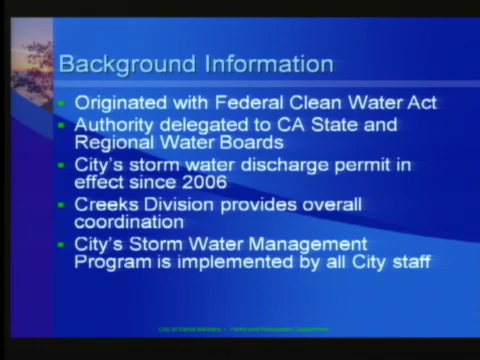 Background Information
Originated with Federal Clean Water Act
Authority delegated to CA State and
Regional Water Boards
City's storm water discharge permit in
effect since 2006
Creeks Division provides overall
coordination
City's Storm Water Management
Program is implemented by all City staff
City of Santa Barbara - Parks and Recreation Department